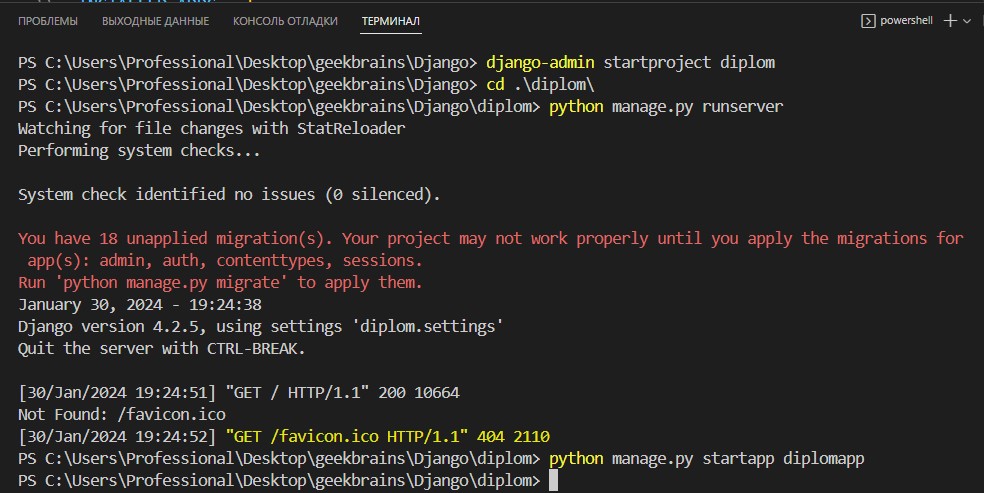 ПРОБЛЕМЫ ВЫХОДНЫЕ ДАННЫЕ КОНСОЛЬ ОТЛАДКИ ТЕРМИНАЛ powershell
PS C:\Users\Professional\Desktop\geekbrains\Django> django-admin startproject diplom
PS C:\Users\Professional\Desktop\geekbrains\Django> cd .\diplom\
PS C:\Users\Professional\Desktop\geekbrains\Django\diplom> python manage.py runserver
Watching for file changes with StatReloader
Performing system checks...
System check identified no issues (0 silenced).
You have 18 unapplied migration(s). Your project may not work properly until you apply the migrations for
app(s): admin, auth, contenttypes, sessions.
Run 'python manage.py migrate' to apply them.
January 30, 2024 - 19:24:38
Django version 4.2.5, using settings 'diplom.settings'
Quit the server with CTRL-BREAK.
[30/Jan/2024 19:24:51] "GET / HTTP/1.1" 200 10664
Not Found: /favicon.ico
[30/Jan/2024 19:24:52] "GET /favicon.ico HTTP/1.1" 404 2110
PS C:\Users\Professional\Desktop\geekbrains\Django\diplom> python manage.py startapp diplomapp
PS C:\Users\Professional\Desktop\geekbrains\Django\diplom>